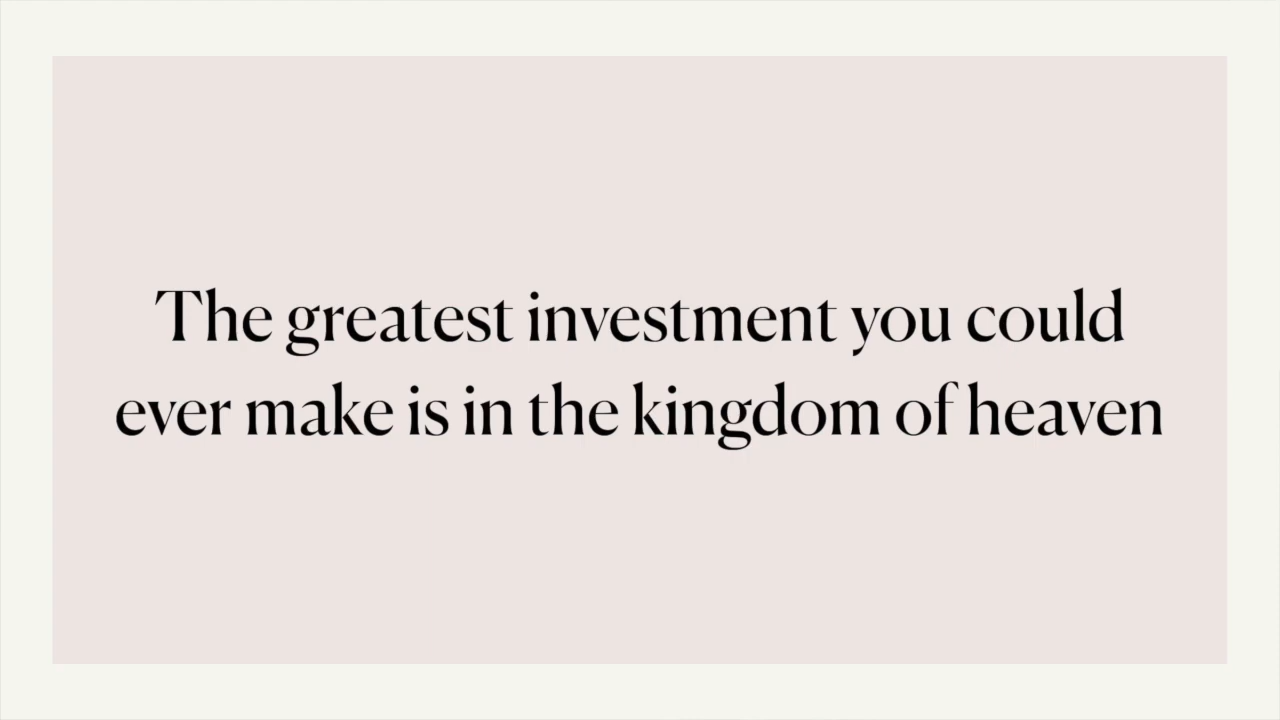 The greatest investment you could
ever make is in the kingdom of heaven